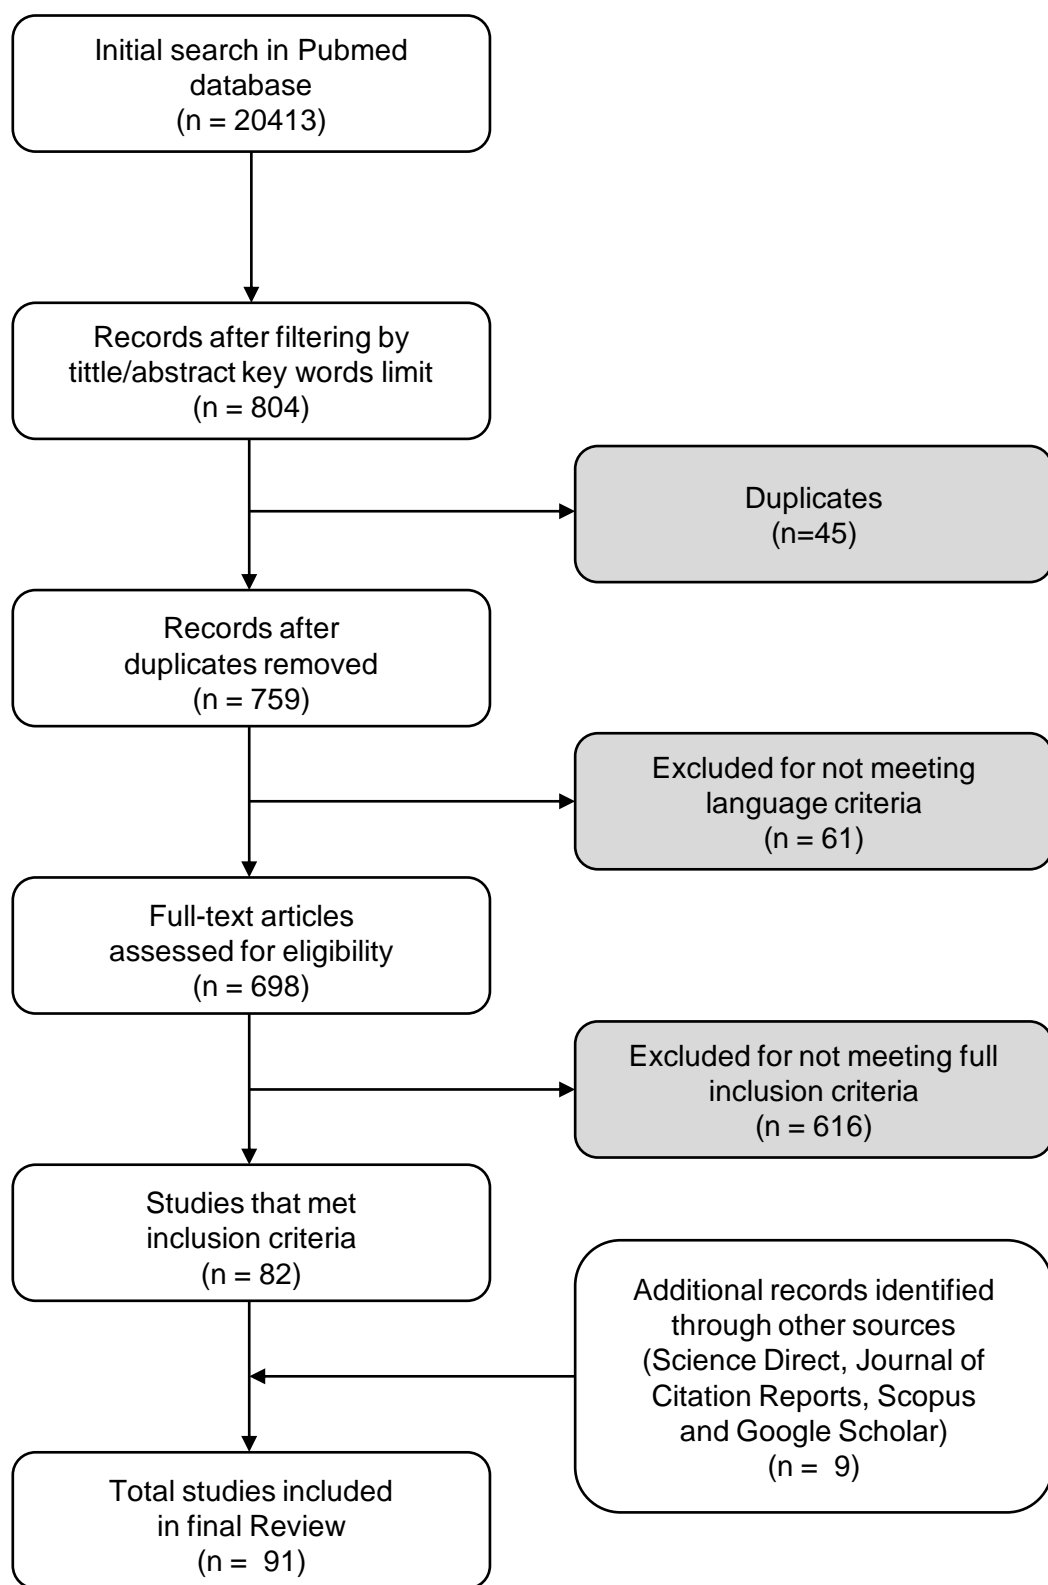 Initial search in Pubmed
database
(n = 20413)
Records after filtering by
tittle/abstract key words limit
(n = 804)
Duplicates
(n=45)
Records after
duplicates removed
(n = 759)
Excluded for not meeting
language criteria
(n = 61)
Full-text articles
assessed for eligibility
(n = 698)
Excluded for not meeting full
inclusion criteria
(n = 616)
Studies that met
inclusion criteria
(n = 82)
Additional records identified
through other sources
(Science Direct, Journal of
Citation Reports, Scopus
and Google Scholar)
(n =  9)
Total studies included
in final Review
(n =  91)